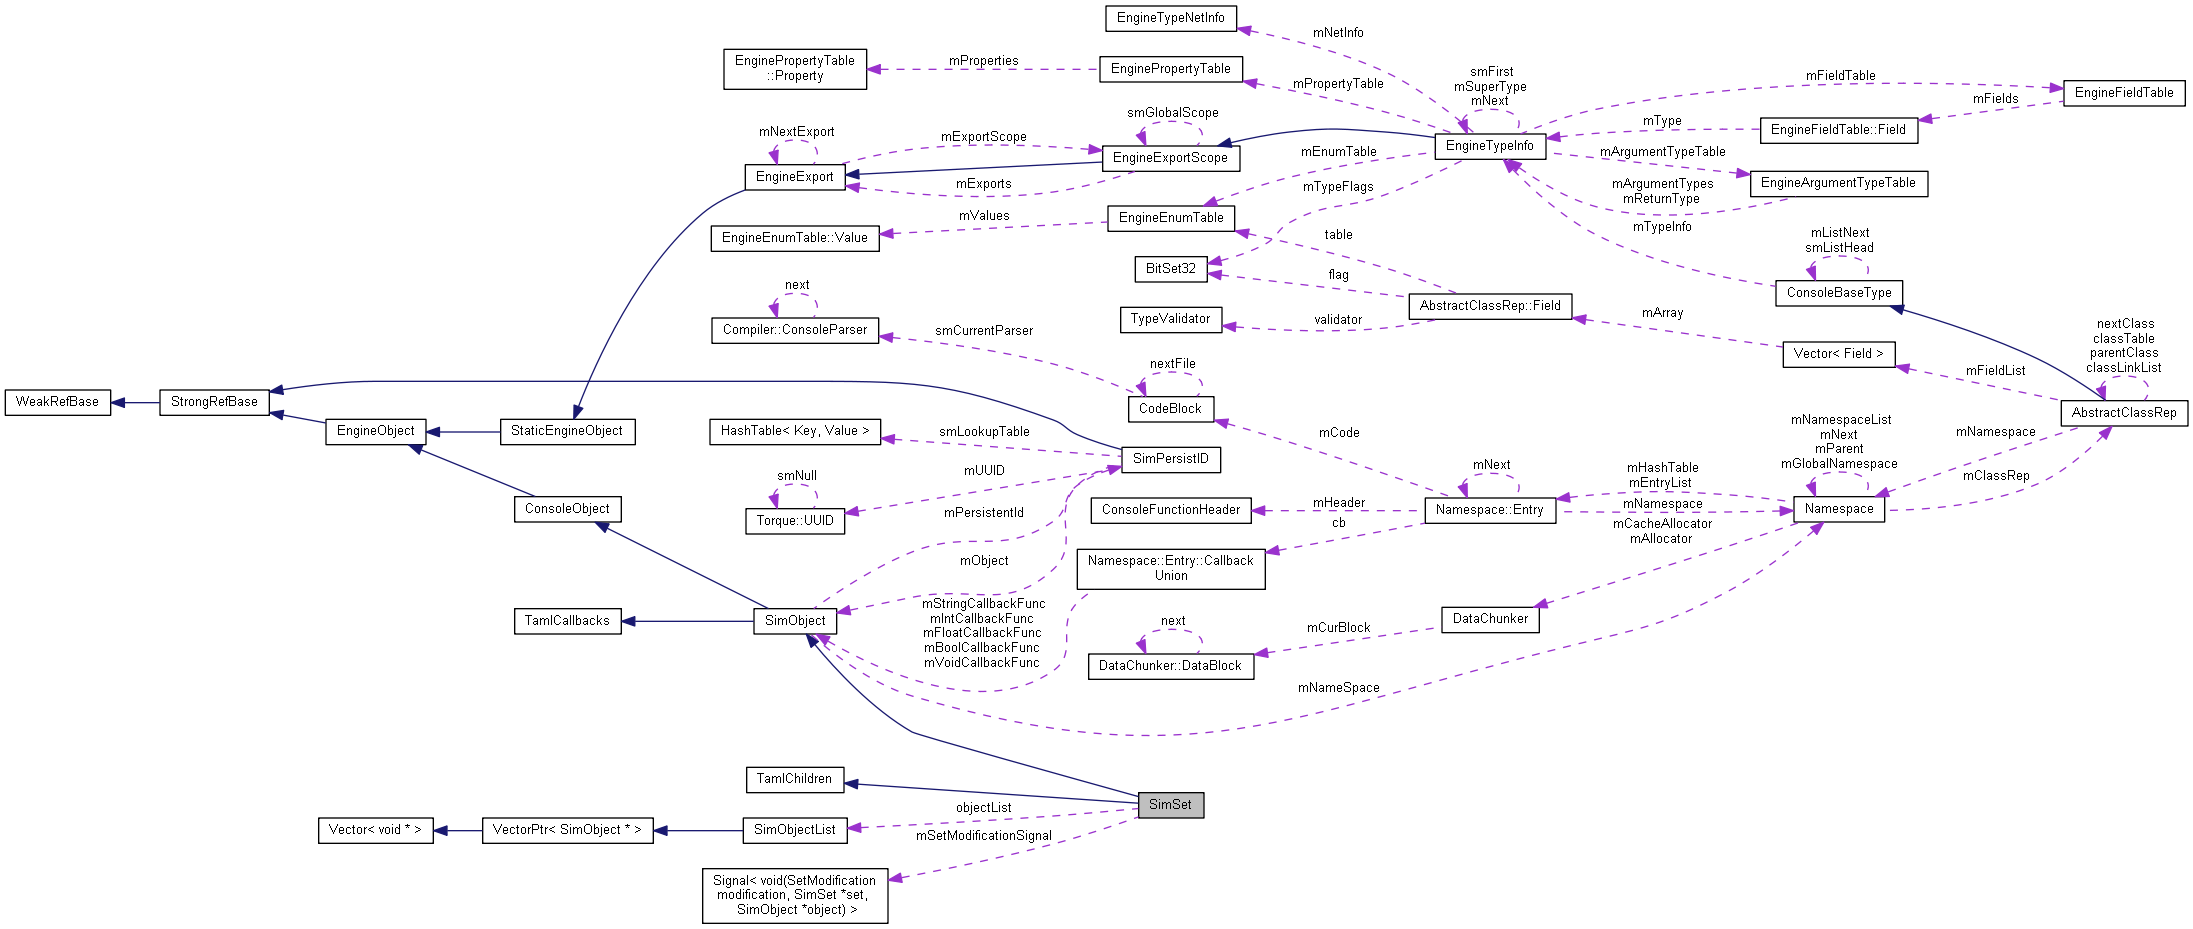 EngineTypeNetInfo
mNetInfo
EnginePropertyTable
::Property
mProperties
EnginePropertyTable
mPropertyTable
smFirst
mSuperType
mNext
mFieldTable
EngineFieldTable
mFields
smGlobalScope
mNextExport
mExportScope
EngineExportScope
EngineTypeInfo
mType
EngineFieldTable::Field
mEnumTable
mArgumentTypeTable
EngineExport
mExports
mTypeFlags
mArgumentTypes
mReturnType
EngineArgumentTypeTable
mValues
EngineEnumTable
mTypeInfo
EngineEnumTable::Value
table
mListNext
smListHead
BitSet32
flag
ConsoleBaseType
next
AbstractClassRep::Field
TypeValidator
validator
mArray
Compiler::ConsoleParser
smCurrentParser
nextClass
classTable
parentClass
classLinkList
Vector< Field >
mFieldList
nextFile
WeakRefBase
StrongRefBase
CodeBlock
AbstractClassRep
EngineObject
StaticEngineObject
HashTable< Key, Value >
smLookupTable
mCode
mNamespaceList
mNext
mParent
mGlobalNamespace
mNamespace
SimPersistID
smNull
mUUID
mNext
mHashTable
mEntryList
mClassRep
ConsoleObject
Torque::UUID
mPersistentId
ConsoleFunctionHeader
mHeader
Namespace::Entry
mNamespace
Namespace
cb
mCacheAllocator
mAllocator
mObject
Namespace::Entry::Callback
Union
TamlCallbacks
SimObject
mStringCallbackFunc
mIntCallbackFunc
mFloatCallbackFunc
mBoolCallbackFunc
mVoidCallbackFunc
next
mCurBlock
DataChunker
DataChunker::DataBlock
mNameSpace
TamlChildren
SimSet
objectList
Vector< void * >
VectorPtr< SimObject * >
SimObjectList
mSetModificationSignal
Signal< void(SetModification
modification, SimSet *set,
SimObject *object) >